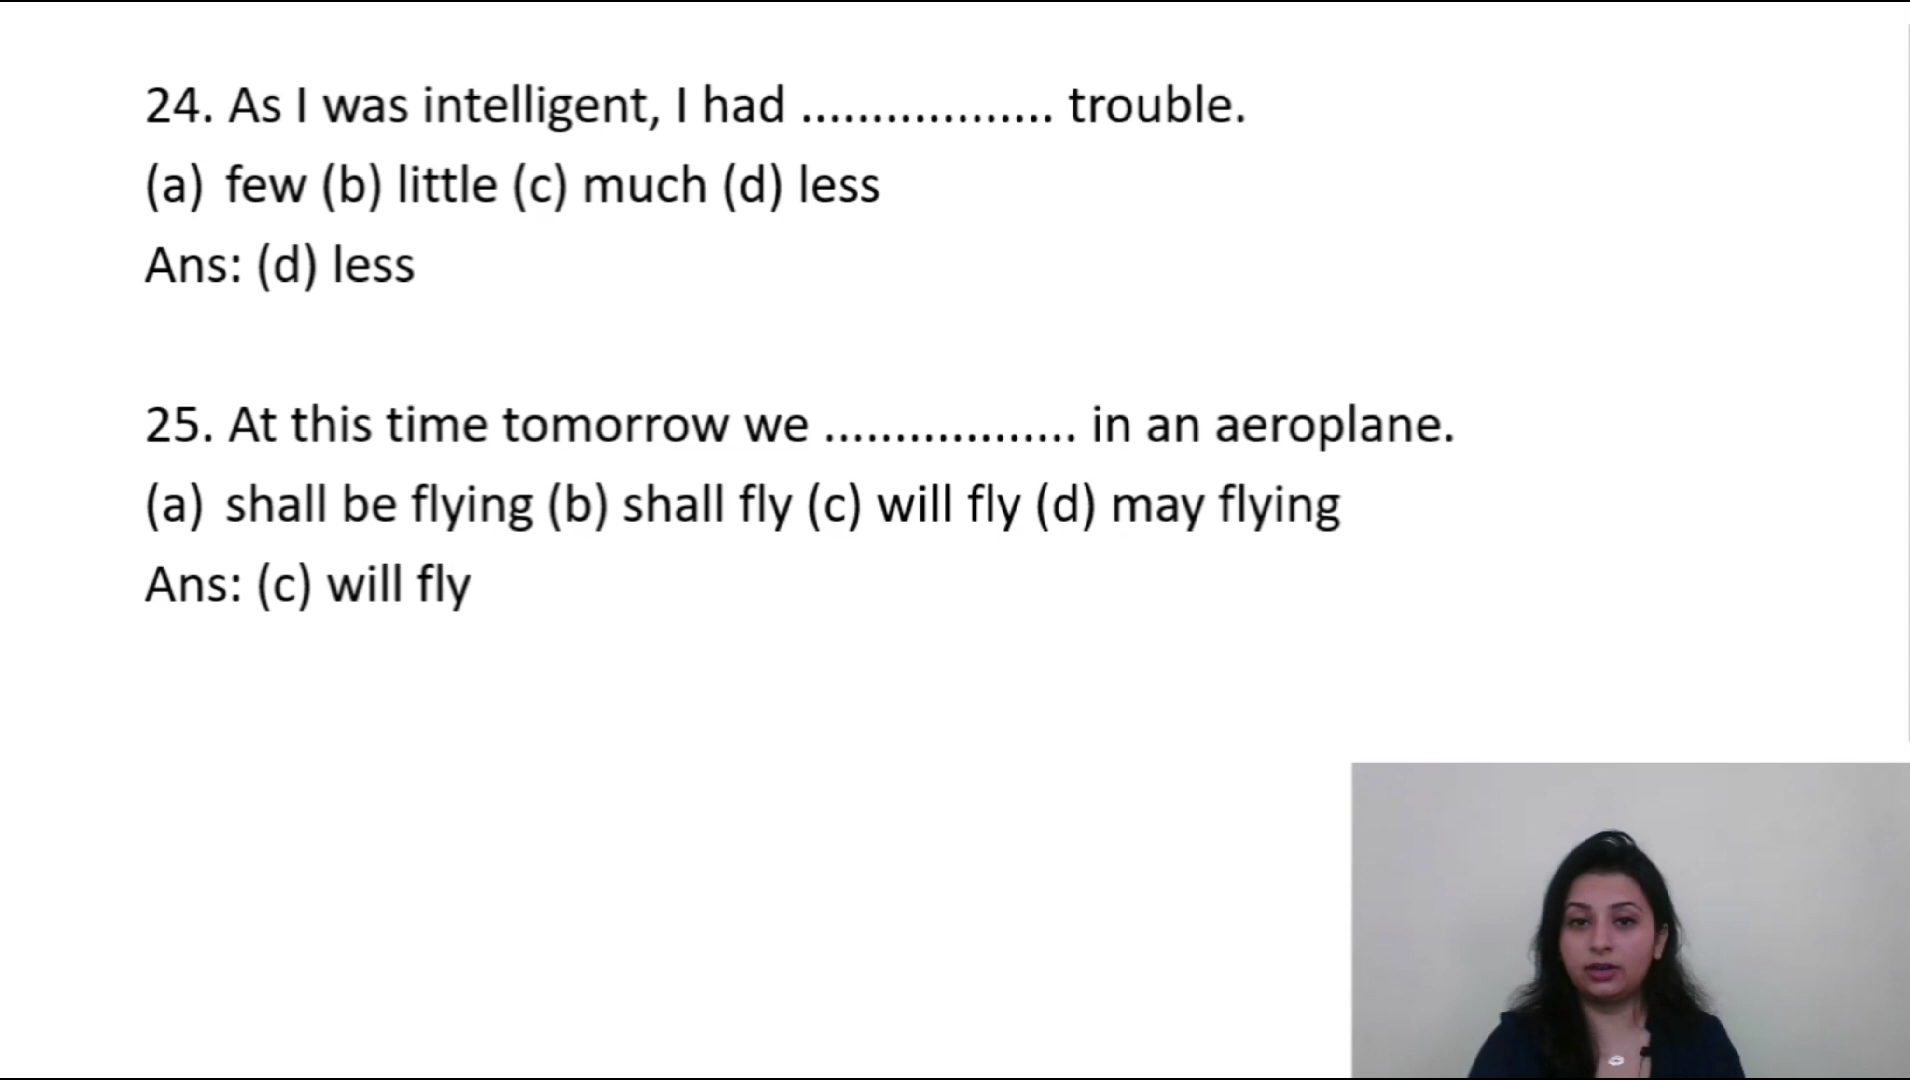 24. As I was intelligent, I had .................. trouble.
(a) few (b) little (c) much (d) less
Ans: (d) less
25. At this time tomorrow we .................. in an aeroplane.
(a) shall be flying (b) shall fly (c) will fly (d) may flying
Ans: (c) will fly